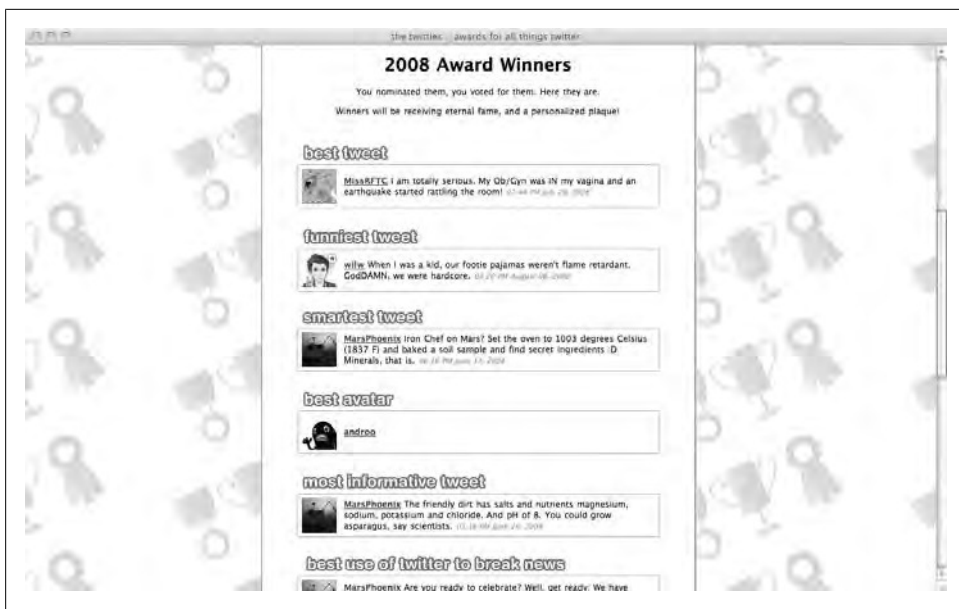 the twitties awards for all things twitter
2008 Award Winners
You nominated them, you voted for them. Here they are.
Winners will be receiving eternal fame, and a personalized plaque!
best tweet
MissRFTC I am totally serious. My Ob/Gyn was IN my vagina and an
earthquake started rattling the room!
funniest tweet
wilw When I was a kid, our footie pajamas weren't flame retardant.
GodDAMN, we were hardcore.
smartest tweet
MarsPhoenix Iron Chef on Mars? Set the oven to 1003 degrees Celsius
(1837 F) and baked a soil sample and find secret ingredients :D
Minerals, that is.
best avatar
androo
most informative tweet
MarsPhoenix The friendly dirt has salts and nutrients magnesium,
sodium, potassium and chloride. And pH of 8. You could grow
asparagus, say scientists.
best use of twitter to break news
MarsPhoenix Are you ready to celebrate? Well, get ready: We have